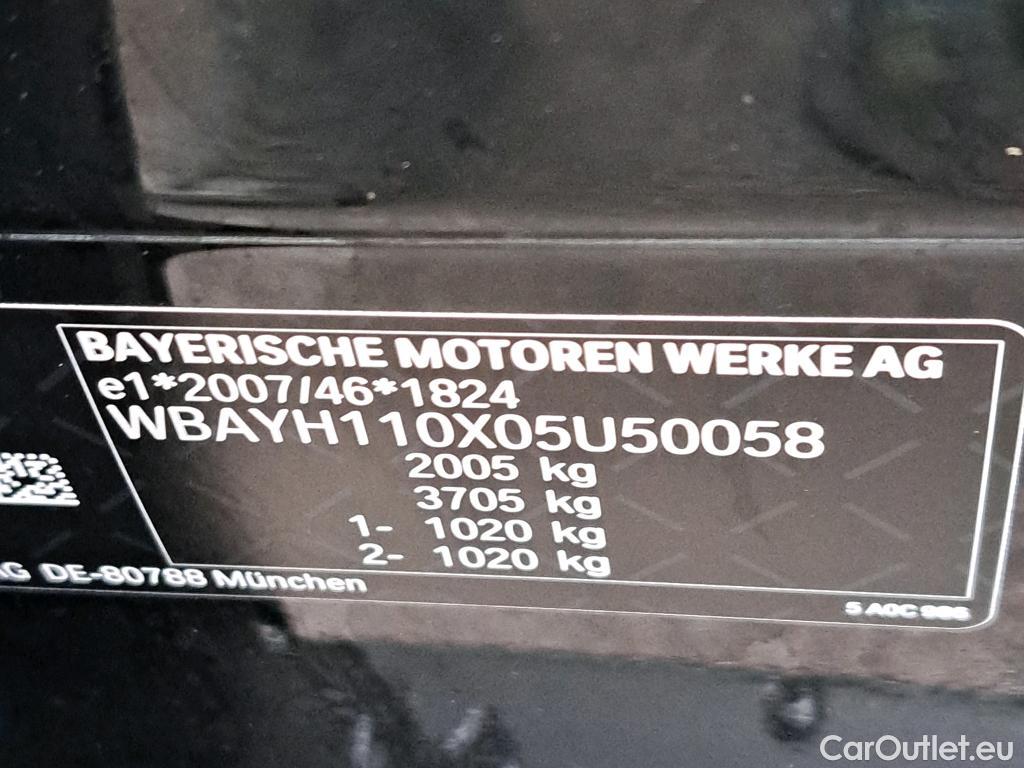 BAYERISCHE MOTOREN WERKE AG
e1*2007/46*1824
WBAYH110X05U50058
2005 kg
3705 kg
1- 1020 kg
2- 1020 kg
AG DE-80788 München
5 A0C
CarOutlet.eu